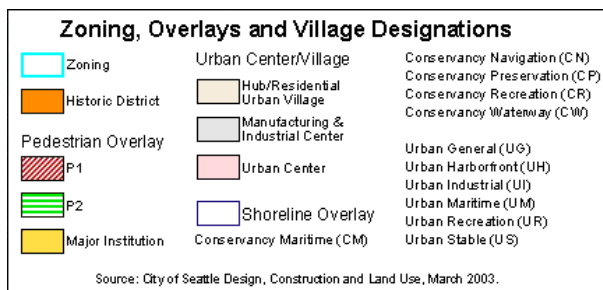 Zoning, Overlays and Village Designations
Zoning
Historic District
Pedestrian Overlay
P1
P2
Major Institution
Urban Center/Village
Hub/Residential
Urban Village
Manufacturing &
Industrial Center
Urban Center
Shoreline Overlay
Conservancy Maritime (CM)
Conservancy Navigation (CN)
Conservancy Preservation (CP)
Conservancy Recreation (CR)
Conservancy Waterway (CW)
Urban General (UG)
Urban Harborfront (UH)
Urban Industrial (UI)
Urban Maritime (UM)
Urban Recreation (UR)
Urban Stable (US)
Source: City of Seattle Design, Construction and Land Use, March 2003.